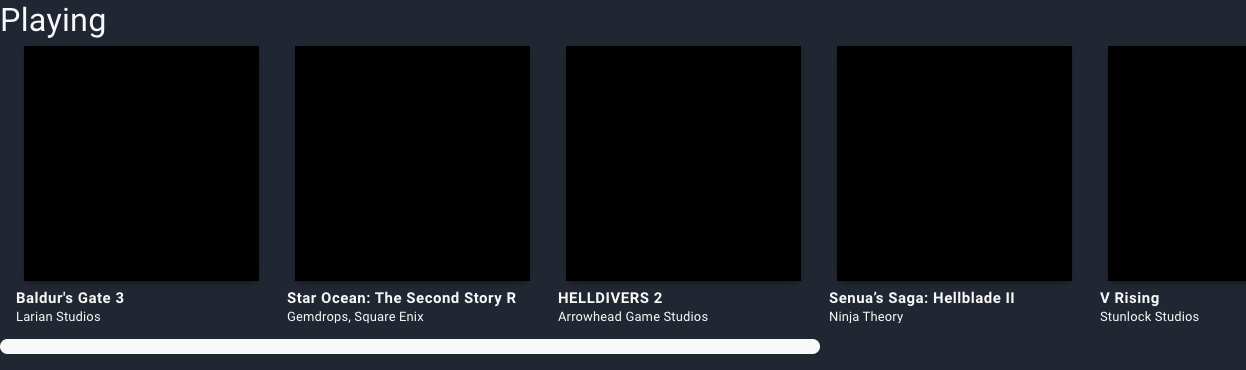 Playing
Baldur's Gate 3
Larian Studios
Star Ocean: The Second Story R
Gemdrops, Square Enix
HELLDIVERS 2
Arrowhead Game Studios
Senua’s Saga: Hellblade II
Ninja Theory
V Rising
Stunlock Studios